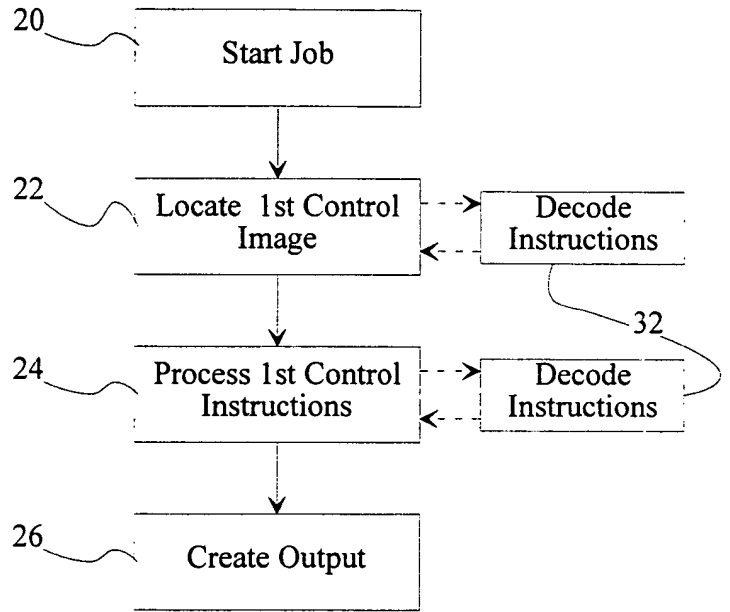 20
Start Job
22
Locate 1st Control
Image
Decode
Instructions
32
24
Process 1st Control
Instructions
Decode
Instructions
26
Create Output